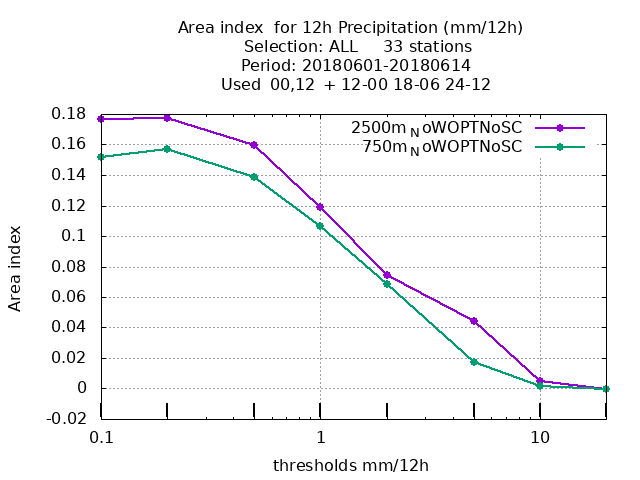 Area index  for 12h Precipitation (mm/12h)
Selection: ALL     33 stations
Period: 20180601-20180614
Used  00,12  + 12-00 18-06 24-12
2500m_NoWOPTNoSC
750m_NoWOPTNoSC
0.18
0.16
0.14
0.12
0.1
0.08
0.06
0.04
0.02
0
-0.02
Area index
0.1
1
10
thresholds mm/12h